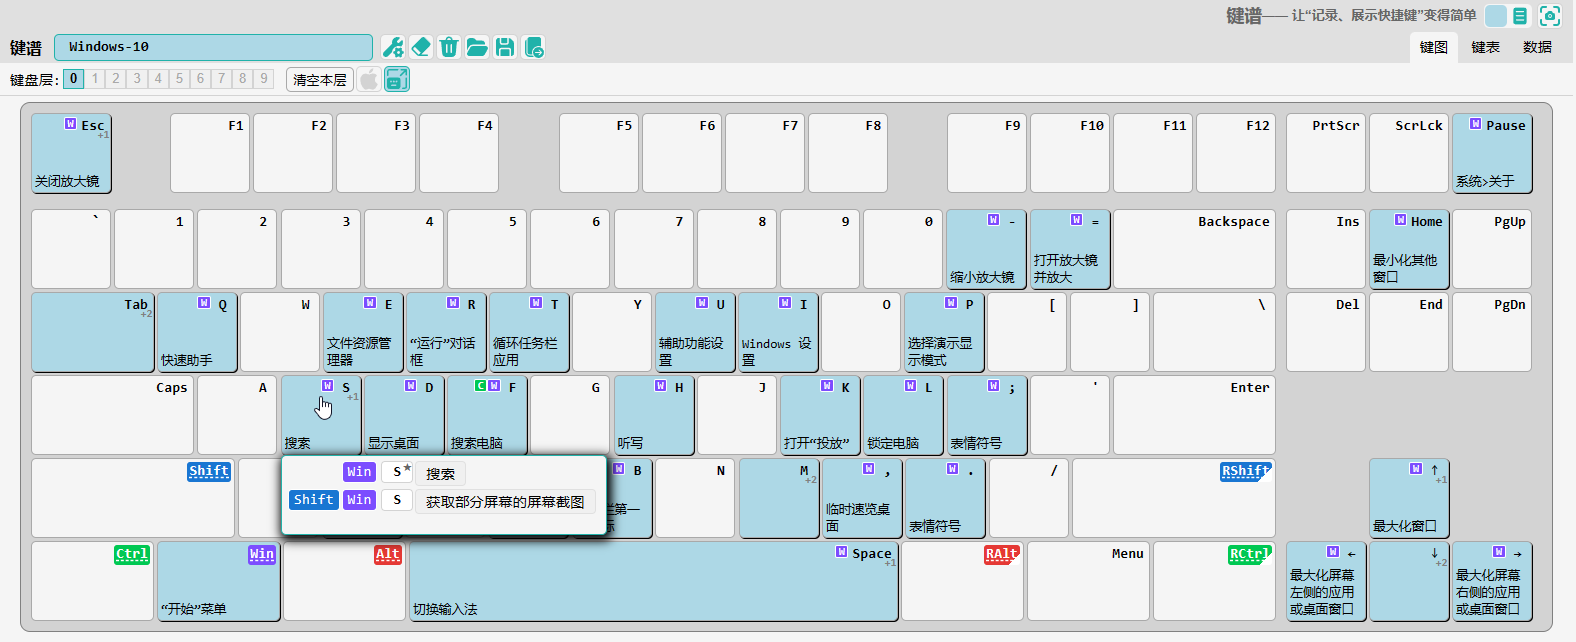 键谱—— 让“记录、展示快捷键”变得简单
键谱 Windows-10
键图 键表 数据
键盘层: 0 1 2 3 4 5 6 7 8 9 清空本层
W Esc +1 F1 F2 F3 F4 F5 F6 F7 F8 F9 F10 F11 F12 PrtScr ScrLck W Pause
关闭放大镜 系统>关于
` 1 2 3 4 5 6 7 8 9 0 W - W = Backspace Ins W Home PgUp
缩小放大镜 打开放大镜并放大 最小化其他窗口
Tab +2 W Q W W E W R W T Y W U W I O W P [ ] \ Del End PgDn
快速助手 文件资源管理器 “运行”对话框 循环任务栏应用 辅助功能设置 Windows 设置 选择演示显示模式
Caps A W S +1 W D C W F G W H J W K W L W ; ' Enter
搜索 显示桌面 搜索电脑 听写 打开“投放” 锁定电脑 表情符号
Shift W B N M +2 W , W . / RShift W ↑ +1
Win S★ 搜索
Shift Win S 获取部分屏幕的屏幕截图
栏第一 临时速览桌面 表情符号 最大化窗口
Ctrl Win Alt W Space +1 RAlt Menu RCtrl W ← ↓ +2 W →
“开始”菜单 切换输入法 最大化屏幕左侧的应用或桌面窗口 最大化屏幕右侧的应用或桌面窗口